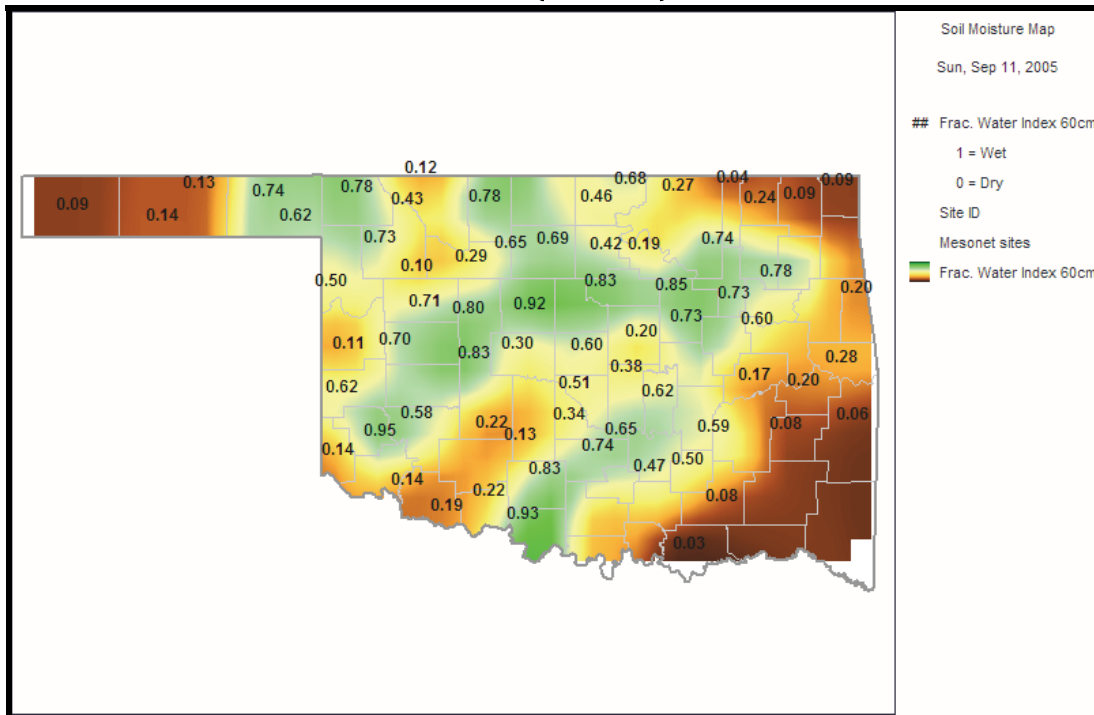 Soil Moisture Map
Sun, Sep 11, 2005
## Frac. Water Index 60cm
1 = Wet
0 = Dry
Site ID
Mesonet sites
Frac. Water Index 60cm
0.12
0.13 0.74 0.78 0.43 0.78 0.46 0.68 0.27 0.04 0.24 0.09 0.09
0.09 0.14 0.62
0.73 0.65 0.69 0.42 0.19 0.74
0.10 0.29 0.78
0.50 0.83 0.85 0.73 0.20
0.71 0.80 0.92 0.73 0.60
0.11 0.70 0.83 0.30 0.60 0.20 0.28
0.62 0.51 0.38 0.62 0.17 0.20
0.95 0.58 0.22 0.13 0.34 0.65 0.59 0.08 0.06
0.14 0.74
0.14 0.83 0.47 0.50
0.19 0.22 0.93 0.08
0.03